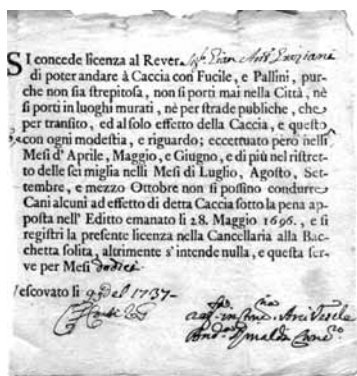 SI concede licenza al Rever.
di poter andare à Caccia con Fucile, e Pallini, pur-
che non sia strepitosa, non si porti mai nella Città, nè
si porti in luoghi murati, nè per strade publiche, che
per transito, ed al solo effetto della Caccia, e questo
con ogni modestia, e riguardo; eccettuato però nelli
Mesi d' Aprile, Maggio, e Giugno, e di più nel ristret-
to delle sei miglia nelli Mesi di Luglio, Agosto, Set-
tembre, e mezzo Ottobre non si possino condurre
Cani alcuni ad effetto di detta Caccia sotto la pena ap-
posta nell' Editto emanato li 28. Maggio 1696., e si
registri la presente licenza nella Cancellaria alla Bac-
chetta solita, altrimente s' intende nulla, e questa ser-
ve per Mesi dodici
Vescovato li 9 del 1737